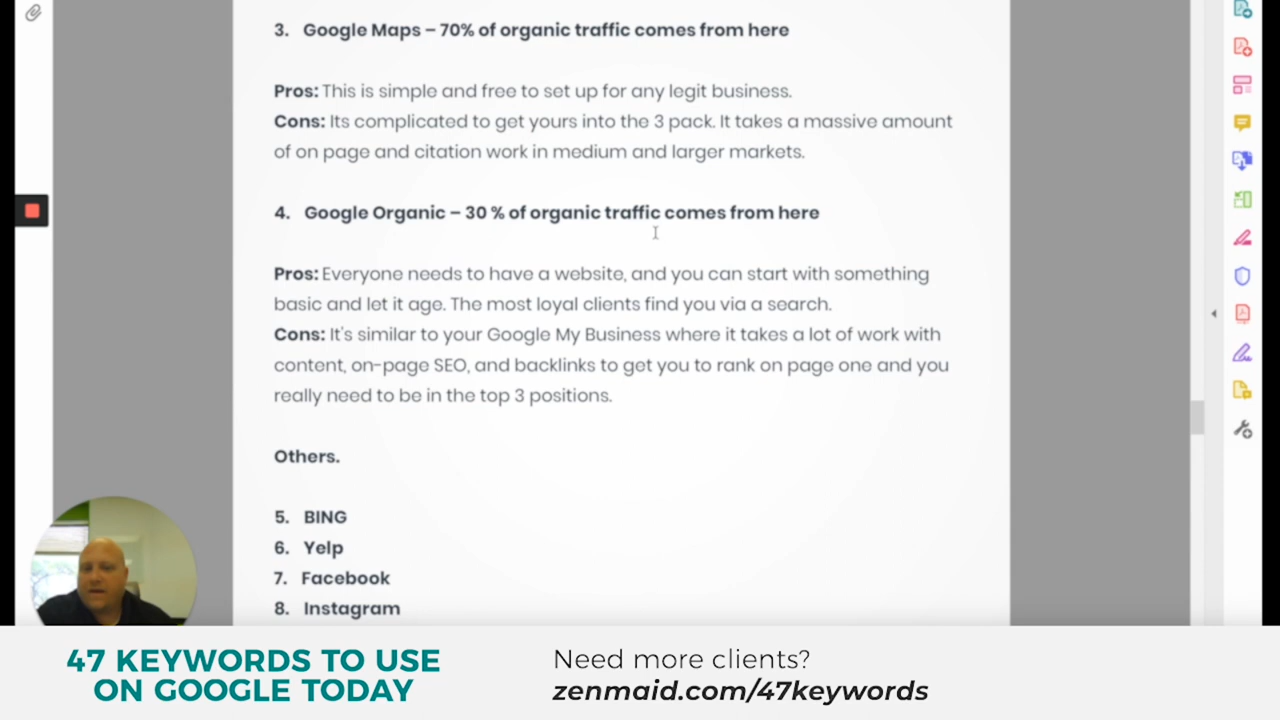 3. Google Maps – 70% of organic traffic comes from here
Pros: This is simple and free to set up for any legit business.
Cons: Its complicated to get yours into the 3 pack. It takes a massive amount
of on page and citation work in medium and larger markets.
4. Google Organic – 30 % of organic traffic comes from here
Pros: Everyone needs to have a website, and you can start with something
basic and let it age. The most loyal clients find you via a search.
Cons: It's similar to your Google My Business where it takes a lot of work with
content, on-page SEO, and backlinks to get you to rank on page one and you
really need to be in the top 3 positions.
Others.
5. BING
6. Yelp
7. Facebook
8. Instagram
47 KEYWORDS TO USE
ON GOOGLE TODAY
Need more clients?
zenmaid.com/47keywords